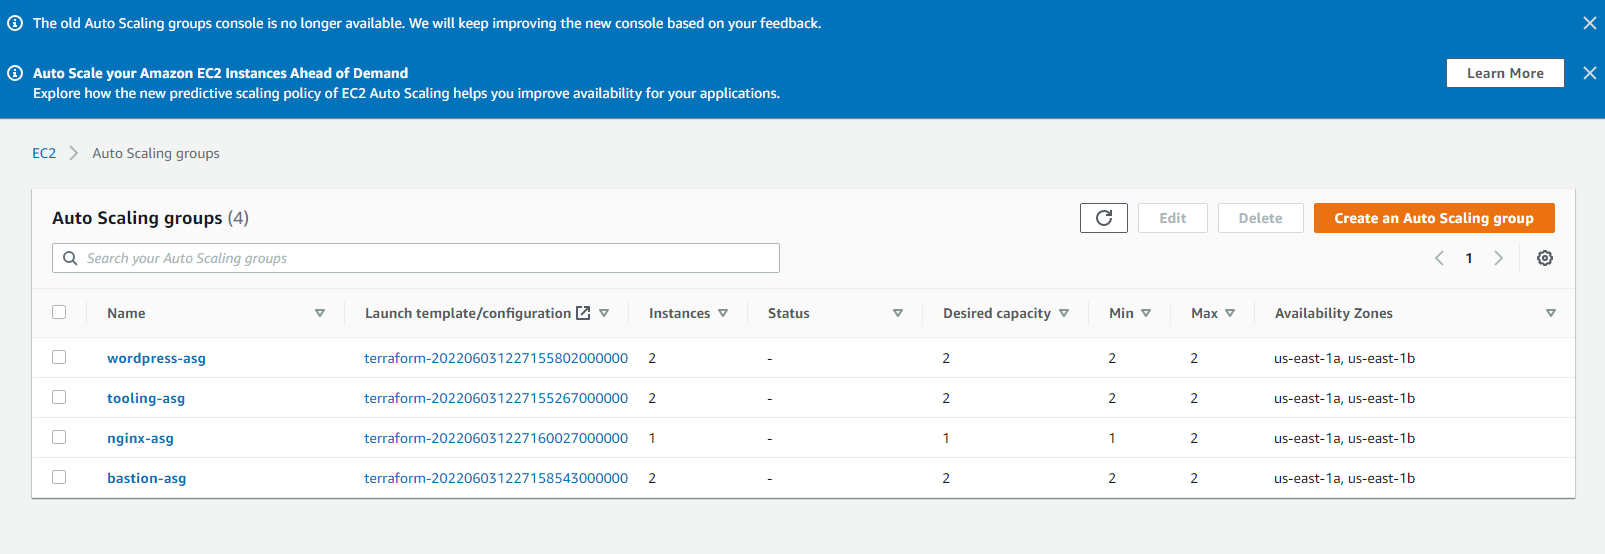 The old Auto Scaling groups console is no longer available. We will keep improving the new console based on your feedback.
Auto Scale your Amazon EC2 Instances Ahead of Demand
Learn More
Explore how the new predictive scaling policy of EC2 Auto Scaling helps you improve availability for your applications.
EC2 Auto Scaling groups
Auto Scaling groups (4) Edit Delete Create an Auto Scaling group
Search your Auto Scaling groups 1
Name Launch template/configuration Instances Status Desired capacity Min Max Availability Zones
wordpress-asg terraform-20220603122715580200000 2 - 2 2 2 us-east-1a, us-east-1b
tooling-asg terraform-20220603122715526700000 2 - 2 2 2 us-east-1a, us-east-1b
nginx-asg terraform-20220603122716002700000 1 - 1 1 2 us-east-1a, us-east-1b
bastion-asg terraform-20220603122715854300000 2 - 2 2 2 us-east-1a, us-east-1b